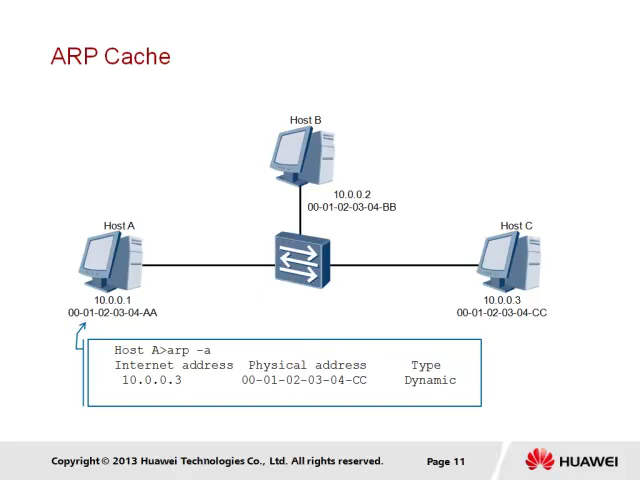 ARP Cache
Host B
10.0.0.2
00-01-02-03-04-BB
Host A
Host C
10.0.0.1
00-01-02-03-04-AA
10.0.0.3
00-01-02-03-04-CC
Host A>arp –a
Internet address Physical address Type
10.0.0.3 00-01-02-03-04-CC Dynamic
Copyright © 2013 Huawei Technologies Co., Ltd. All rights reserved.
Page 11
HUAWEI